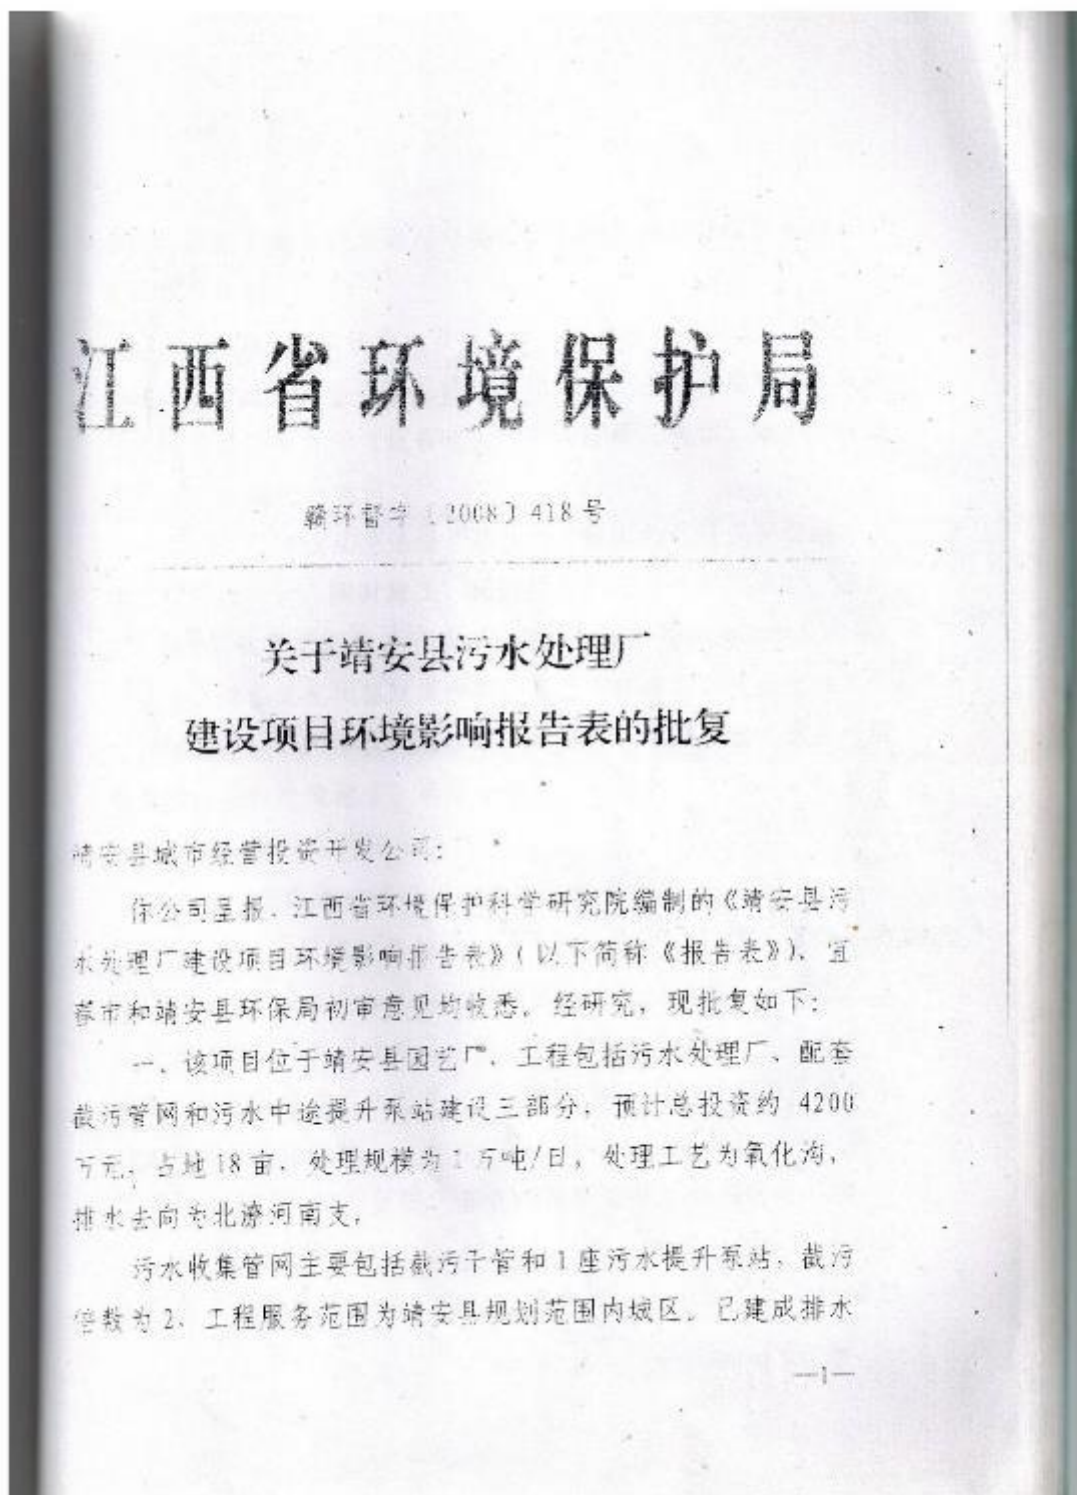 江西省环境保护局
赣环督字〔2008〕418号
关于靖安县污水处理厂
建设项目环境影响报告表的批复
靖安县城市经营投资开发公司：
你公司呈报、江西省环境保护科学研究院编制的《靖安县污
水处理厂建设项目环境影响报告表》（以下简称《报告表》）、宜
春市和靖安县环保局初审意见均收悉。经研究，现批复如下：
一、该项目位于靖安县园艺厂，工程包括污水处理厂、配套
截污管网和污水中途提升泵站建设三部分，预计总投资约 4200
万元，占地18亩，处理规模为1万吨/日，处理工艺为氧化沟，
排水去向为北潦河南支。
污水收集管网主要包括截污干管和1座污水提升泵站，截污
倍数为2，工程服务范围为靖安县规划范围内城区。已建成排水
—1—